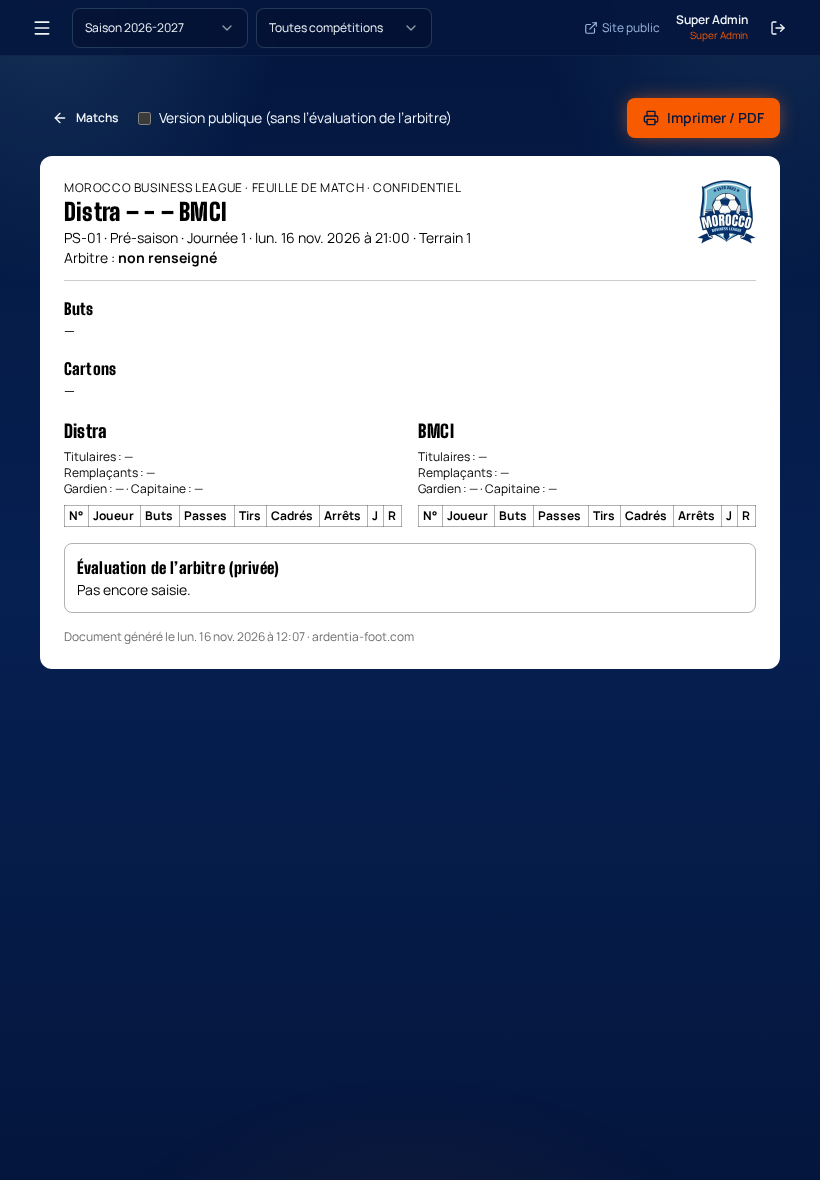 Saison 2026-2027
Toutes compétitions
Site public
Super Admin
Super Admin
Matchs
Version publique (sans l’évaluation de l’arbitre)
Imprimer / PDF
MOROCCO BUSINESS LEAGUE · FEUILLE DE MATCH · CONFIDENTIEL
Distra – - – BMCI
PS-01 · Pré-saison · Journée 1 · lun. 16 nov. 2026 à 21:00 · Terrain 1
Arbitre : non renseigné
MOROCCO
BUSINESS LEAGUE
Buts
—
Cartons
—
Distra
Titulaires : —
Remplaçants : —
Gardien : — · Capitaine : —
N° Joueur Buts Passes Tirs Cadrés Arrêts J R
BMCI
Titulaires : —
Remplaçants : —
Gardien : — · Capitaine : —
N° Joueur Buts Passes Tirs Cadrés Arrêts J R
Évaluation de l’arbitre (privée)
Pas encore saisie.
Document généré le lun. 16 nov. 2026 à 12:07 · ardentia-foot.com